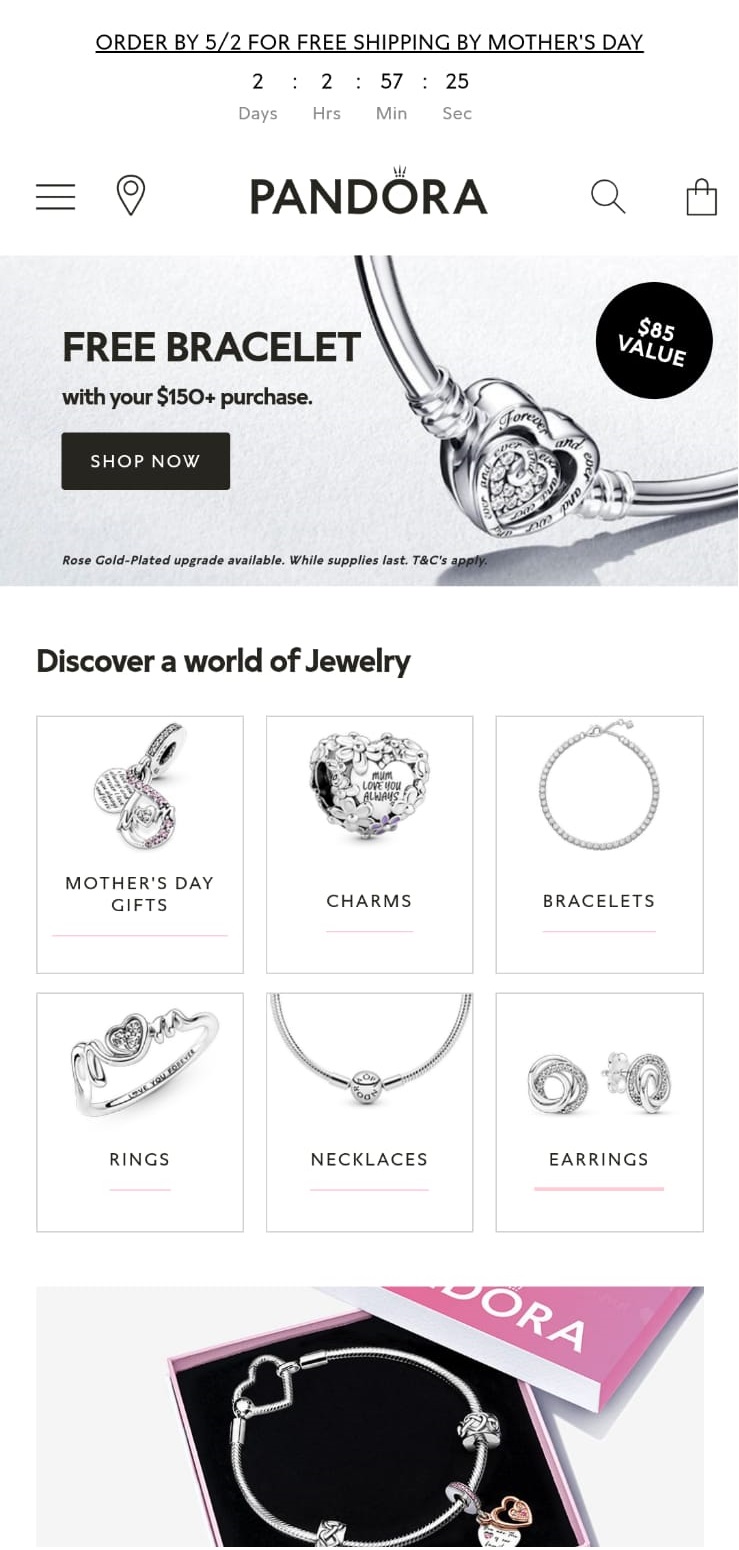 ORDER BY 5/2 FOR FREE SHIPPING BY MOTHER'S DAY
2 : 2 : 57 : 25
Days Hrs Min Sec
PANDORA
FREE BRACELET
with your $150+ purchase.
SHOP NOW
$85
VALUE
Forever
and ever and
Rose Gold-Plated upgrade available. While supplies last. T&C's apply.
Discover a world of Jewelry
MUM
LOVE YOU
ALWAYS
MOTHER'S DAY
GIFTS
CHARMS
BRACELETS
LOVE YOU FOREVER
PANDORA
RINGS
NECKLACES
EARRINGS
DORA